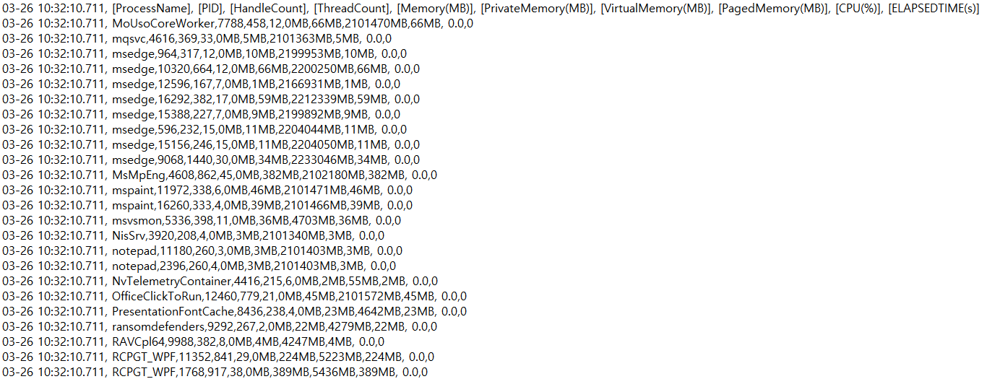 03-26 10:32:10.711, [ProcessName], [PID], [HandleCount], [ThreadCount], [Memory(MB)], [PrivateMemory(MB)], [VirtualMemory(MB)], [PagedMemory(MB)], [CPU(%)], [ELAPSEDTIME(s)]
03-26 10:32:10.711, MoUsoCoreWorker,7788,458,12,0MB,66MB,2101470MB,66MB, 0.0,0
03-26 10:32:10.711, mqsvc,4616,369,33,0MB,5MB,2101363MB,5MB, 0.0,0
03-26 10:32:10.711, msedge,964,317,12,0MB,10MB,2199953MB,10MB, 0.0,0
03-26 10:32:10.711, msedge,10320,664,12,0MB,66MB,2200250MB,66MB, 0.0,0
03-26 10:32:10.711, msedge,12596,167,7,0MB,1MB,2166931MB,1MB, 0.0,0
03-26 10:32:10.711, msedge,16292,382,17,0MB,59MB,2212339MB,59MB, 0.0,0
03-26 10:32:10.711, msedge,15388,227,7,0MB,9MB,2199892MB,9MB, 0.0,0
03-26 10:32:10.711, msedge,596,232,15,0MB,11MB,2204044MB,11MB, 0.0,0
03-26 10:32:10.711, msedge,15156,246,15,0MB,11MB,2204050MB,11MB, 0.0,0
03-26 10:32:10.711, msedge,9068,1440,30,0MB,34MB,2233046MB,34MB, 0.0,0
03-26 10:32:10.711, MsMpEng,4608,862,45,0MB,382MB,2102180MB,382MB, 0.0,0
03-26 10:32:10.711, mspaint,11972,338,6,0MB,46MB,2101471MB,46MB, 0.0,0
03-26 10:32:10.711, mspaint,16260,333,4,0MB,39MB,2101466MB,39MB, 0.0,0
03-26 10:32:10.711, msvsmon,5336,398,11,0MB,36MB,4703MB,36MB, 0.0,0
03-26 10:32:10.711, NisSrv,3920,208,4,0MB,3MB,2101340MB,3MB, 0.0,0
03-26 10:32:10.711, notepad,11180,260,3,0MB,3MB,2101403MB,3MB, 0.0,0
03-26 10:32:10.711, notepad,2396,260,4,0MB,3MB,2101403MB,3MB, 0.0,0
03-26 10:32:10.711, NvTelemetryContainer,4416,215,6,0MB,2MB,55MB,2MB, 0.0,0
03-26 10:32:10.711, OfficeClickToRun,12460,779,21,0MB,45MB,2101572MB,45MB, 0.0,0
03-26 10:32:10.711, PresentationFontCache,8436,238,4,0MB,23MB,4642MB,23MB, 0.0,0
03-26 10:32:10.711, ransomdefenders,9292,267,2,0MB,22MB,4279MB,22MB, 0.0,0
03-26 10:32:10.711, RAVCpl64,9988,382,8,0MB,4MB,4247MB,4MB, 0.0,0
03-26 10:32:10.711, RCPGT_WPF,11352,841,29,0MB,224MB,5223MB,224MB, 0.0,0
03-26 10:32:10.711, RCPGT_WPF,1768,917,38,0MB,389MB,5436MB,389MB, 0.0,0